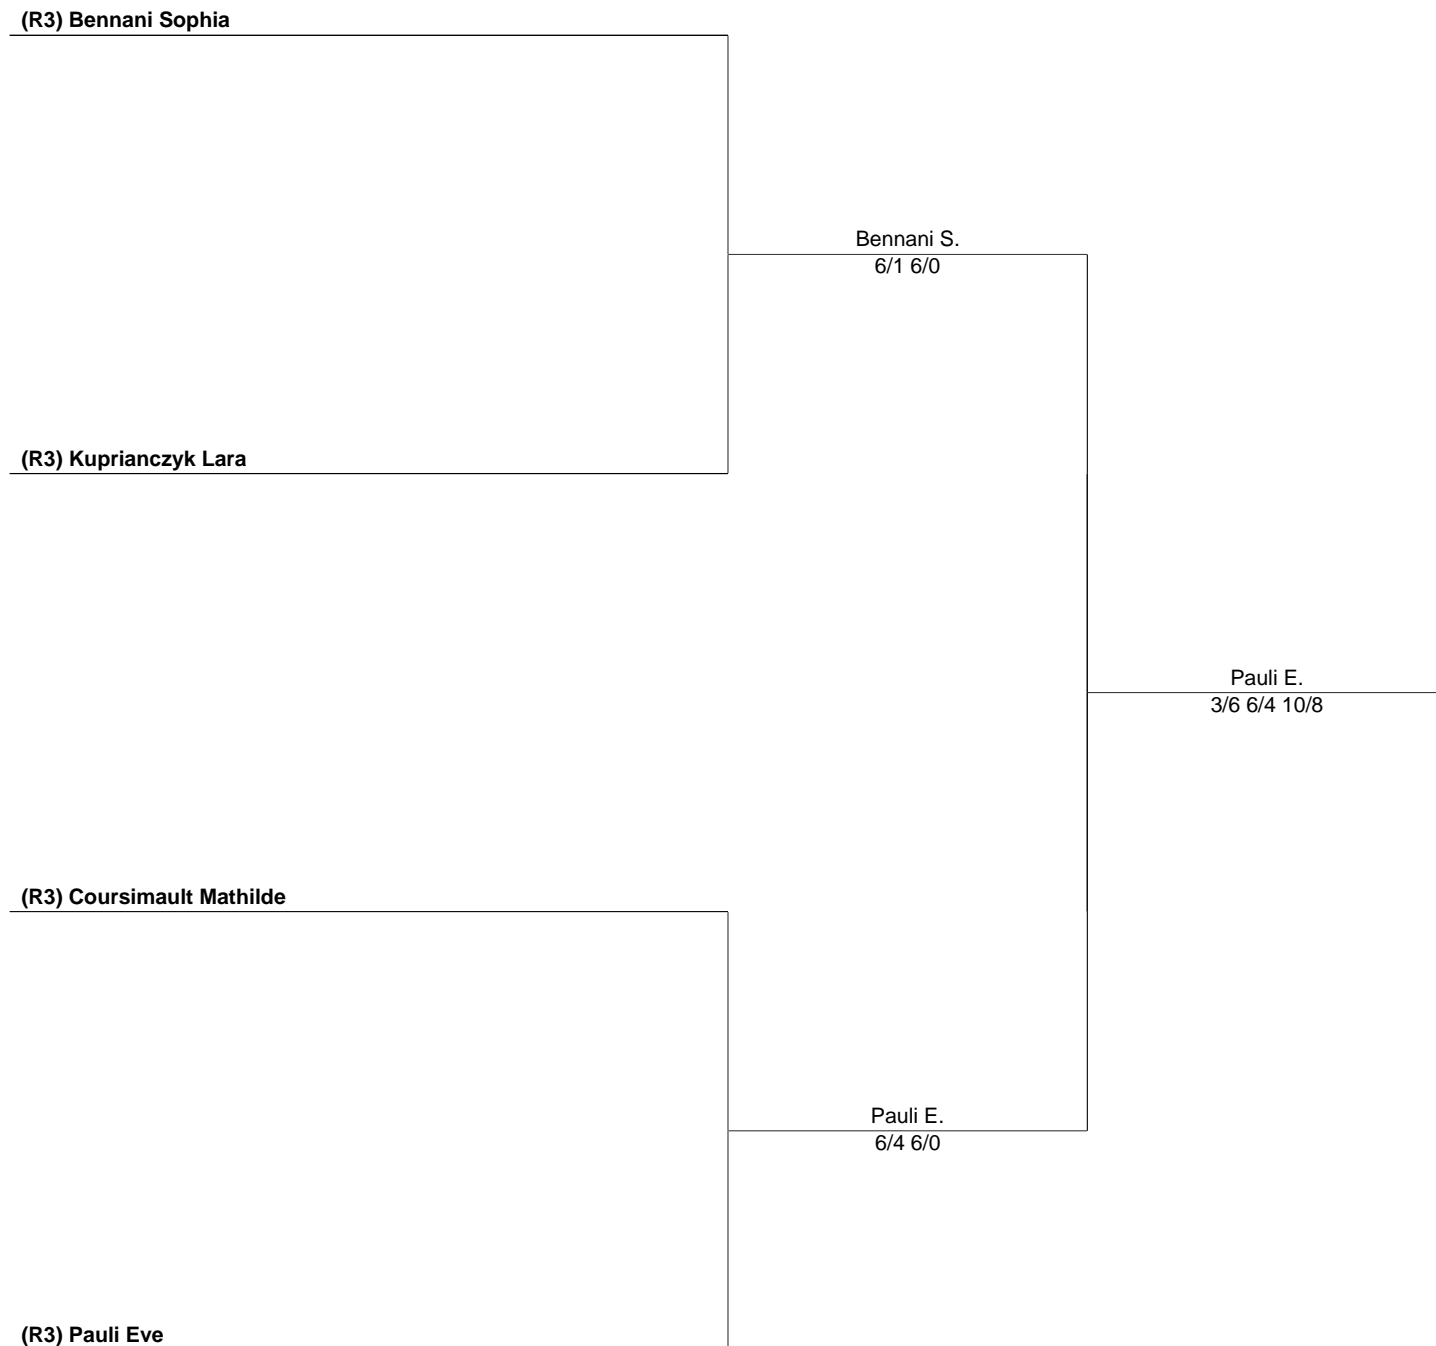 (R3) Bennani Sophia
Bennani S.
6/1 6/0
(R3) Kuprianczyk Lara
Pauli E.
3/6 6/4 10/8
(R3) Coursimault Mathilde
Pauli E.
6/4 6/0
(R3) Pauli Eve